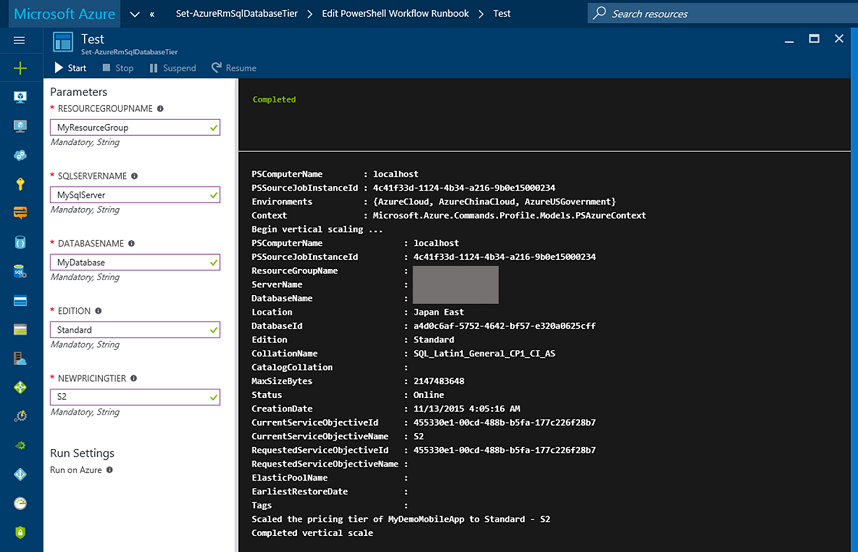 Microsoft Azure « Set-AzureRmSqlDatabaseTier > Edit PowerShell Workflow Runbook > Test Search resources
Test
Set-AzureRmSqlDatabaseTier
Start Stop Suspend Resume
Parameters
* RESOURCEGROUPNAME
MyResourceGroup
Mandatory, String
* SQLSERVERNAME
MySqlServer
Mandatory, String
* DATABASENAME
MyDatabase
Mandatory, String
* EDITION
Standard
Mandatory, String
* NEWPRICINGTIER
S2
Mandatory, String
Run Settings
Run on Azure
Completed
PSComputerName : localhost
PSSourceJobInstanceId : 4c41f33d-1124-4b34-a216-9b0e15000234
Environments : {AzureCloud, AzureChinaCloud, AzureUSGovernment}
Context : Microsoft.Azure.Commands.Profile.Models.PSAzureContext
Begin vertical scaling ...
PSComputerName : localhost
PSSourceJobInstanceId : 4c41f33d-1124-4b34-a216-9b0e15000234
ResourceGroupName :
ServerName :
DatabaseName :
Location : Japan East
DatabaseId : a4d0c6af-5752-4642-bf57-e320a0625cff
Edition : Standard
CollationName : SQL_Latin1_General_CP1_CI_AS
CatalogCollation :
MaxSizeBytes : 2147483648
Status : Online
CreationDate : 11/13/2015 4:05:16 AM
CurrentServiceObjectiveId : 455330e1-00cd-488b-b5fa-177c226f28b7
CurrentServiceObjectiveName : S2
RequestedServiceObjectiveId : 455330e1-00cd-488b-b5fa-177c226f28b7
RequestedServiceObjectiveName :
ElasticPoolName :
EarliestRestoreDate :
Tags :
Scaled the pricing tier of MyDemoMobileApp to Standard - S2
Completed vertical scale